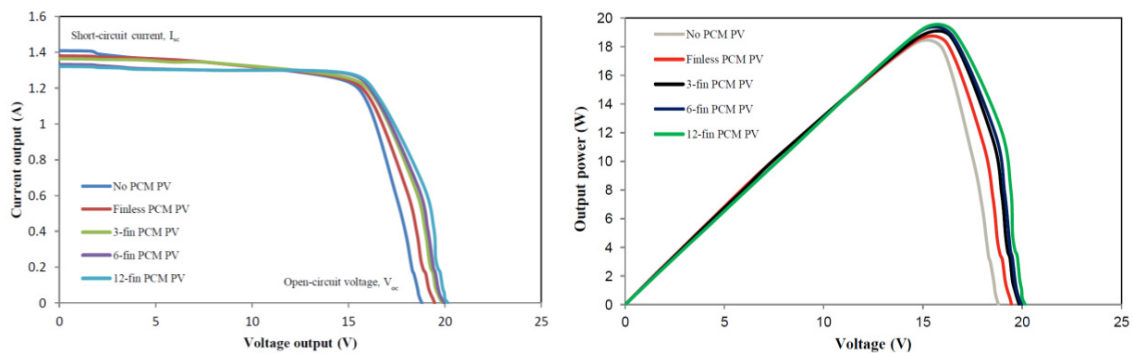 1.6
Short-circuit current, Isc
1.4
1.2
1.0
0.8
0.6
0.4
0.2
0
Current output (A)
No PCM PV
Finless PCM PV
3-fin PCM PV
6-fin PCM PV
12-fin PCM PV
Open-circuit voltage, Voc
0 5 10 15 20 25
Voltage output (V)
20
18
16
14
12
10
8
6
4
2
0
Output power (W)
No PCM PV
Finless PCM PV
3-fin PCM PV
6-fin PCM PV
12-fin PCM PV
0 5 10 15 20 25
Voltage (V)